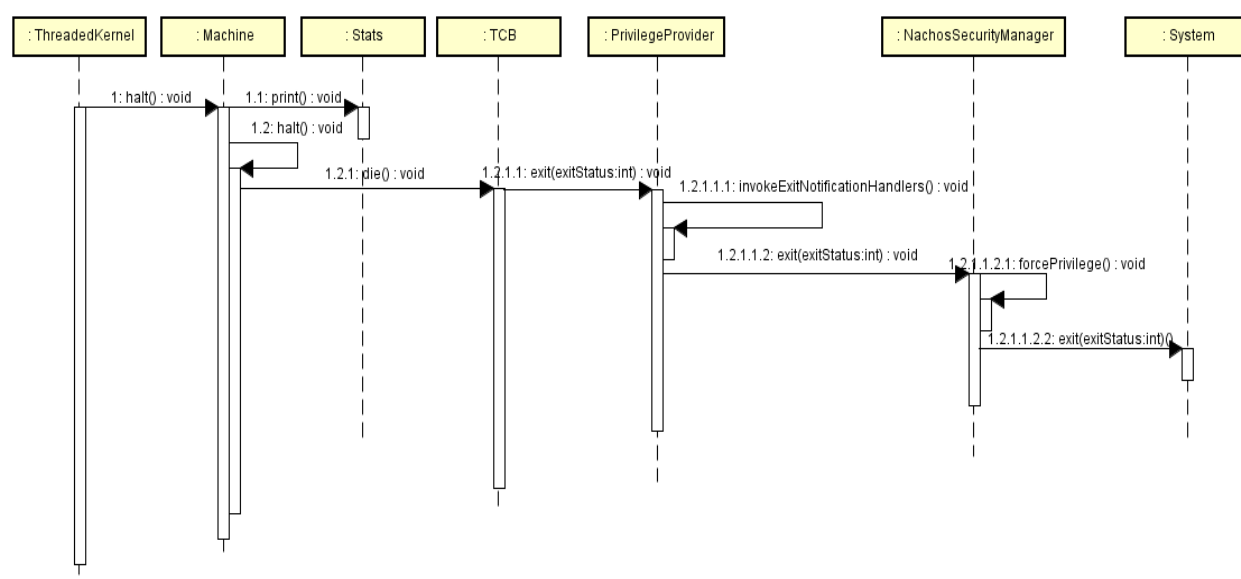 : ThreadedKernel
: Machine
: Stats
: TCB
: PrivilegeProvider
: NachosSecurityManager
: System
1: halt() : void
1.1: print() : void
1.2: halt() : void
1.2.1: die() : void
1.2.1.1: exit(exitStatus:int) : void
1.2.1.1.1: invokeExitNotificationHandlers() : void
1.2.1.1.2: exit(exitStatus:int) : void
1.2.1.1.2.1: forcePrivilege() : void
1.2.1.1.2.2: exit(exitStatus:int)()